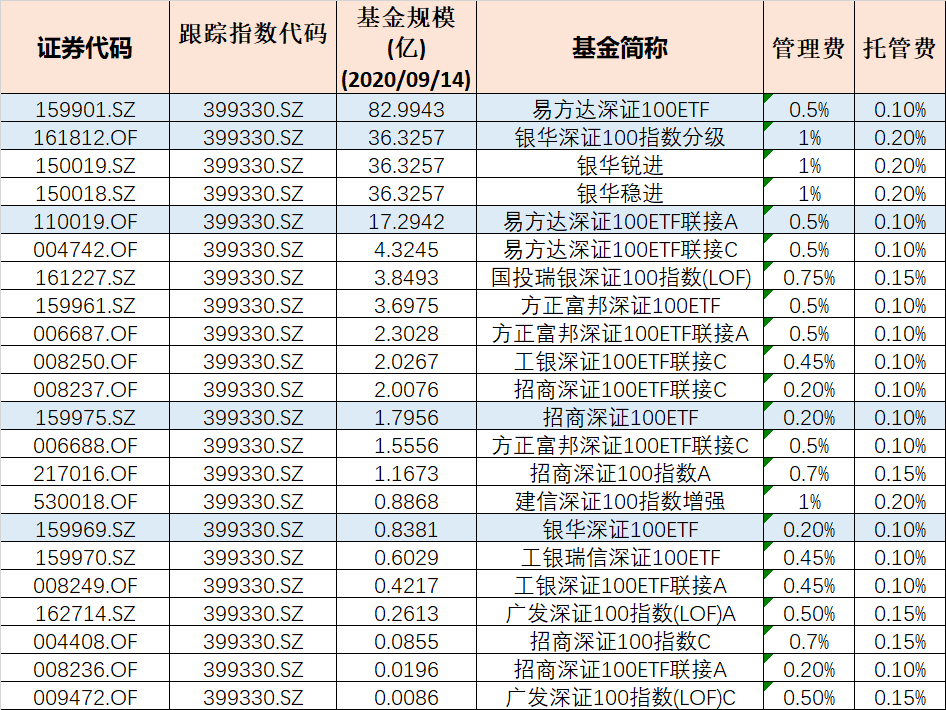 证券代码 跟踪指数代码 基金规模(亿)(2020/09/14) 基金简称 管理费 托管费
159901.SZ 399330.SZ 82.9943 易方达深证100ETF 0.5% 0.10%
161812.OF 399330.SZ 36.3257 银华深证100指数分级 1% 0.20%
150019.SZ 399330.SZ 36.3257 银华锐进 1% 0.20%
150018.SZ 399330.SZ 36.3257 银华稳进 1% 0.20%
110019.OF 399330.SZ 17.2942 易方达深证100ETF联接A 0.5% 0.10%
004742.OF 399330.SZ 4.3245 易方达深证100ETF联接C 0.5% 0.10%
161227.SZ 399330.SZ 3.8493 国投瑞银深证100指数(LOF) 0.75% 0.15%
159961.SZ 399330.SZ 3.6975 方正富邦深证100ETF 0.5% 0.10%
006687.OF 399330.SZ 2.3028 方正富邦深证100ETF联接A 0.5% 0.10%
008250.OF 399330.SZ 2.0267 工银深证100ETF联接C 0.45% 0.10%
008237.OF 399330.SZ 2.0076 招商深证100ETF联接C 0.20% 0.10%
159975.SZ 399330.SZ 1.7956 招商深证100ETF 0.20% 0.10%
006688.OF 399330.SZ 1.5556 方正富邦深证100ETF联接C 0.5% 0.10%
217016.OF 399330.SZ 1.1673 招商深证100指数A 0.7% 0.15%
530018.OF 399330.SZ 0.8868 建信深证100指数增强 1% 0.20%
159969.SZ 399330.SZ 0.8381 银华深证100ETF 0.20% 0.10%
159970.SZ 399330.SZ 0.6029 工银瑞信深证100ETF 0.45% 0.10%
008249.OF 399330.SZ 0.4217 工银深证100ETF联接A 0.45% 0.10%
162714.SZ 399330.SZ 0.2613 广发深证100指数(LOF)A 0.50% 0.15%
004408.OF 399330.SZ 0.0855 招商深证100指数C 0.7% 0.15%
008236.OF 399330.SZ 0.0196 招商深证100ETF联接A 0.20% 0.10%
009472.OF 399330.SZ 0.0086 广发深证100指数(LOF)C 0.50% 0.15%